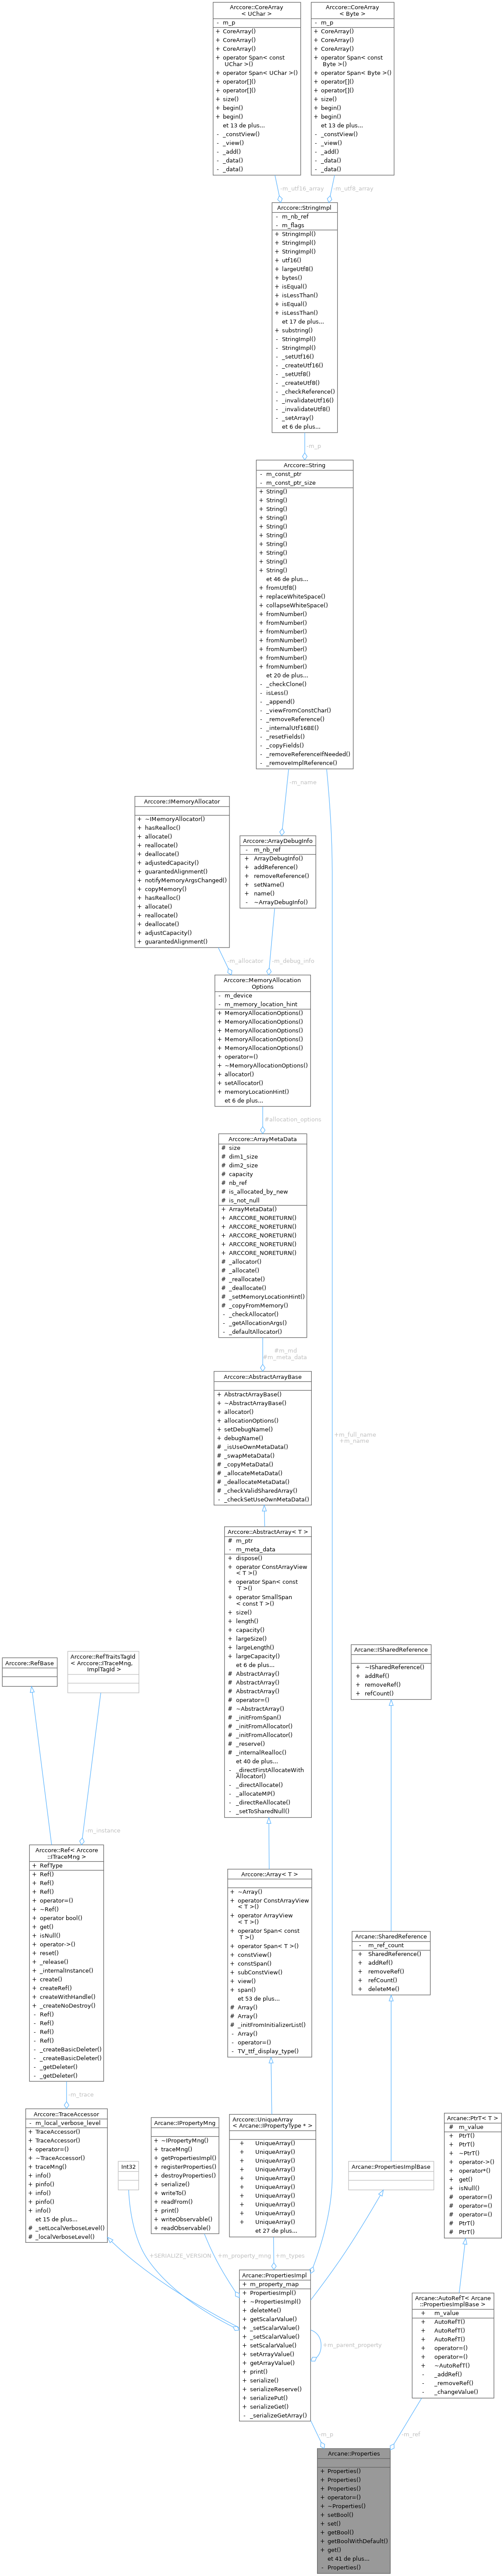 Arccore::CoreArray
< UChar >
- m_p
+ CoreArray()
+ CoreArray()
+ CoreArray()
+ operator Span< const
UChar >()
+ operator Span< UChar >()
+ operator[]()
+ operator[]()
+ size()
+ begin()
+ begin()
et 13 de plus...
- _constView()
- _view()
- _add()
- _data()
- _data()
Arccore::CoreArray
< Byte >
- m_p
+ CoreArray()
+ CoreArray()
+ CoreArray()
+ operator Span< const
Byte >()
+ operator Span< Byte >()
+ operator[]()
+ operator[]()
+ size()
+ begin()
+ begin()
et 13 de plus...
- _constView()
- _view()
- _add()
- _data()
- _data()
-m_utf16_array
-m_utf8_array
Arccore::StringImpl
- m_nb_ref
- m_flags
+ StringImpl()
+ StringImpl()
+ StringImpl()
+ utf16()
+ largeUtf8()
+ bytes()
+ isEqual()
+ isLessThan()
+ isEqual()
+ isLessThan()
et 17 de plus...
+ substring()
- StringImpl()
- StringImpl()
- _setUtf16()
- _createUtf16()
- _setUtf8()
- _createUtf8()
- _checkReference()
- _invalidateUtf16()
- _invalidateUtf8()
- _setArray()
et 6 de plus...
-m_p
Arccore::String
- m_const_ptr
- m_const_ptr_size
+ String()
+ String()
+ String()
+ String()
+ String()
+ String()
+ String()
+ String()
+ String()
+ String()
et 46 de plus...
+ fromUtf8()
+ replaceWhiteSpace()
+ collapseWhiteSpace()
+ fromNumber()
+ fromNumber()
+ fromNumber()
+ fromNumber()
+ fromNumber()
+ fromNumber()
+ fromNumber()
et 20 de plus...
- _checkClone()
- isLess()
- _append()
- _viewFromConstChar()
- _removeReference()
- _internalUtf16BE()
- _resetFields()
- _copyFields()
- _removeReferenceIfNeeded()
- _removeImplReference()
-m_name
Arccore::IMemoryAllocator
+ ~IMemoryAllocator()
+ hasRealloc()
+ allocate()
+ reallocate()
+ deallocate()
+ adjustedCapacity()
+ guarantedAlignment()
+ notifyMemoryArgsChanged()
+ copyMemory()
+ hasRealloc()
+ allocate()
+ reallocate()
+ deallocate()
+ adjustCapacity()
+ guarantedAlignment()
Arccore::ArrayDebugInfo
- m_nb_ref
+ ArrayDebugInfo()
+ addReference()
+ removeReference()
+ setName()
+ name()
- ~ArrayDebugInfo()
-m_allocator
-m_debug_info
Arccore::MemoryAllocation
Options
- m_device
- m_memory_location_hint
+ MemoryAllocationOptions()
+ MemoryAllocationOptions()
+ MemoryAllocationOptions()
+ MemoryAllocationOptions()
+ MemoryAllocationOptions()
+ operator=()
+ ~MemoryAllocationOptions()
+ allocator()
+ setAllocator()
+ memoryLocationHint()
et 6 de plus...
#allocation_options
Arccore::ArrayMetaData
# size
# dim1_size
# dim2_size
# capacity
# nb_ref
# is_allocated_by_new
# is_not_null
+ ArrayMetaData()
+ ARCCORE_NORETURN()
+ ARCCORE_NORETURN()
+ ARCCORE_NORETURN()
+ ARCCORE_NORETURN()
+ ARCCORE_NORETURN()
# _allocator()
# _allocate()
# _reallocate()
# _deallocate()
# _setMemoryLocationHint()
# _copyFromMemory()
- _checkAllocator()
- _getAllocationArgs()
- _defaultAllocator()
#m_md
#m_meta_data
Arccore::AbstractArrayBase
+ AbstractArrayBase()
+ ~AbstractArrayBase()
+ allocator()
+ allocationOptions()
+ setDebugName()
+ debugName()
# _isUseOwnMetaData()
# _swapMetaData()
# _copyMetaData()
# _allocateMetaData()
# _deallocateMetaData()
# _checkValidSharedArray()
- _checkSetUseOwnMetaData()
+m_full_name
+m_name
Arccore::AbstractArray< T >
# m_ptr
- m_meta_data
+ dispose()
+ operator ConstArrayView
< T >()
+ operator Span< const
T >()
+ operator SmallSpan
< const T >()
+ size()
+ length()
+ capacity()
+ largeSize()
+ largeLength()
+ largeCapacity()
et 6 de plus...
# AbstractArray()
# AbstractArray()
# AbstractArray()
# operator=()
# ~AbstractArray()
# _initFromSpan()
# _initFromAllocator()
# _initFromAllocator()
# _reserve()
# _internalRealloc()
et 40 de plus...
- _directFirstAllocateWith
Allocator()
- _directAllocate()
- _allocateMP()
- _directReAllocate()
- _setToSharedNull()
Arccore::RefBase
Arccore::RefTraitsTagId
< Arccore::ITraceMng,
ImplTagId >
Arcane::ISharedReference
+ ~ISharedReference()
+ addRef()
+ removeRef()
+ refCount()
-m_instance
Arccore::Ref< Arccore
::ITraceMng >
+ RefType
+ Ref()
+ Ref()
+ Ref()
+ operator=()
+ ~Ref()
+ operator bool()
+ get()
+ isNull()
+ operator->()
+ reset()
+ _release()
+ _internalInstance()
+ create()
+ createRef()
+ createWithHandle()
+ _createNoDestroy()
- Ref()
- Ref()
- Ref()
- Ref()
- _createBasicDeleter()
- _createBasicDeleter()
- _getDeleter()
- _getDeleter()
Arccore::Array< T >
+ ~Array()
+ operator ConstArrayView
< T >()
+ operator ArrayView
< T >()
+ operator Span< const
T >()
+ operator Span< T >()
+ constView()
+ constSpan()
+ subConstView()
+ view()
+ span()
et 53 de plus...
# Array()
# Array()
# _initFromInitializerList()
- Array()
- operator=()
- TV_ttf_display_type()
Arcane::SharedReference
- m_ref_count
+ SharedReference()
+ addRef()
+ removeRef()
+ refCount()
+ deleteMe()
-m_trace
Arccore::TraceAccessor
- m_local_verbose_level
+ TraceAccessor()
+ TraceAccessor()
+ operator=()
+ ~TraceAccessor()
+ traceMng()
+ info()
+ pinfo()
+ info()
+ pinfo()
+ info()
et 15 de plus...
# _setLocalVerboseLevel()
# _localVerboseLevel()
Int32
Arcane::IPropertyMng
+ ~IPropertyMng()
+ traceMng()
+ getPropertiesImpl()
+ registerProperties()
+ destroyProperties()
+ serialize()
+ writeTo()
+ readFrom()
+ print()
+ writeObservable()
+ readObservable()
Arccore::UniqueArray
< Arcane::IPropertyType * >
+ UniqueArray()
+ UniqueArray()
+ UniqueArray()
+ UniqueArray()
+ UniqueArray()
+ UniqueArray()
+ UniqueArray()
+ UniqueArray()
+ UniqueArray()
+ UniqueArray()
et 27 de plus...
Arcane::PropertiesImplBase
Arcane::PtrT< T >
# m_value
+ PtrT()
+ PtrT()
+ ~PtrT()
+ operator->()
+ operator*()
+ get()
+ isNull()
# operator=()
# operator=()
# operator=()
# PtrT()
# PtrT()
+SERIALIZE_VERSION
+m_property_mng
+m_types
Arcane::PropertiesImpl
+ m_property_map
+ PropertiesImpl()
+ ~PropertiesImpl()
+ deleteMe()
+ getScalarValue()
+ _setScalarValue()
+ _setScalarValue()
+ setScalarValue()
+ setArrayValue()
+ getArrayValue()
+ print()
+ serialize()
+ serializeReserve()
+ serializePut()
+ serializeGet()
- _serializeGetArray()
+m_parent_property
Arcane::AutoRefT< Arcane
::PropertiesImplBase >
+ m_value
+ AutoRefT()
+ AutoRefT()
+ AutoRefT()
+ operator=()
+ operator=()
+ ~AutoRefT()
- _addRef()
- _removeRef()
- _changeValue()
-m_p
-m_ref
Arcane::Properties
+ Properties()
+ Properties()
+ Properties()
+ operator=()
+ ~Properties()
+ setBool()
+ set()
+ getBool()
+ getBoolWithDefault()
+ get()
et 41 de plus...
- Properties()